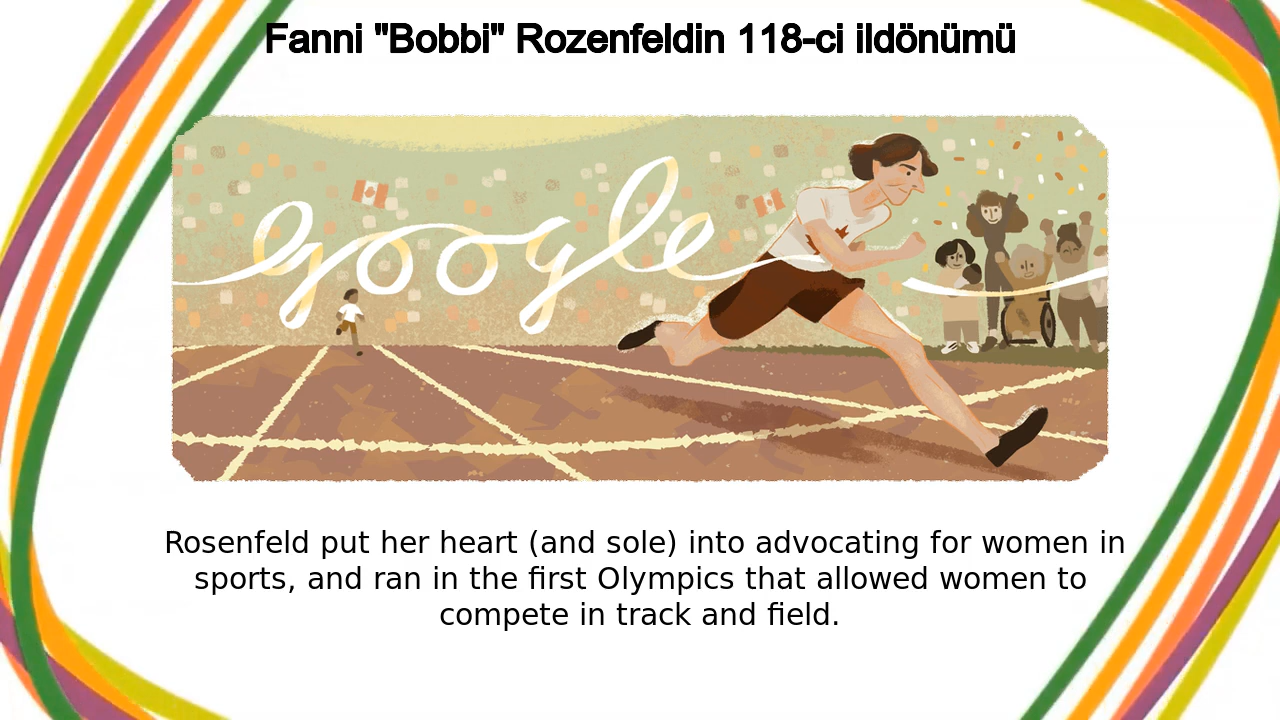 Fanni "Bobbi" Rozenfeldin 118-ci ildönümü
google
Rosenfeld put her heart (and sole) into advocating for women in
sports, and ran in the first Olympics that allowed women to
compete in track and field.